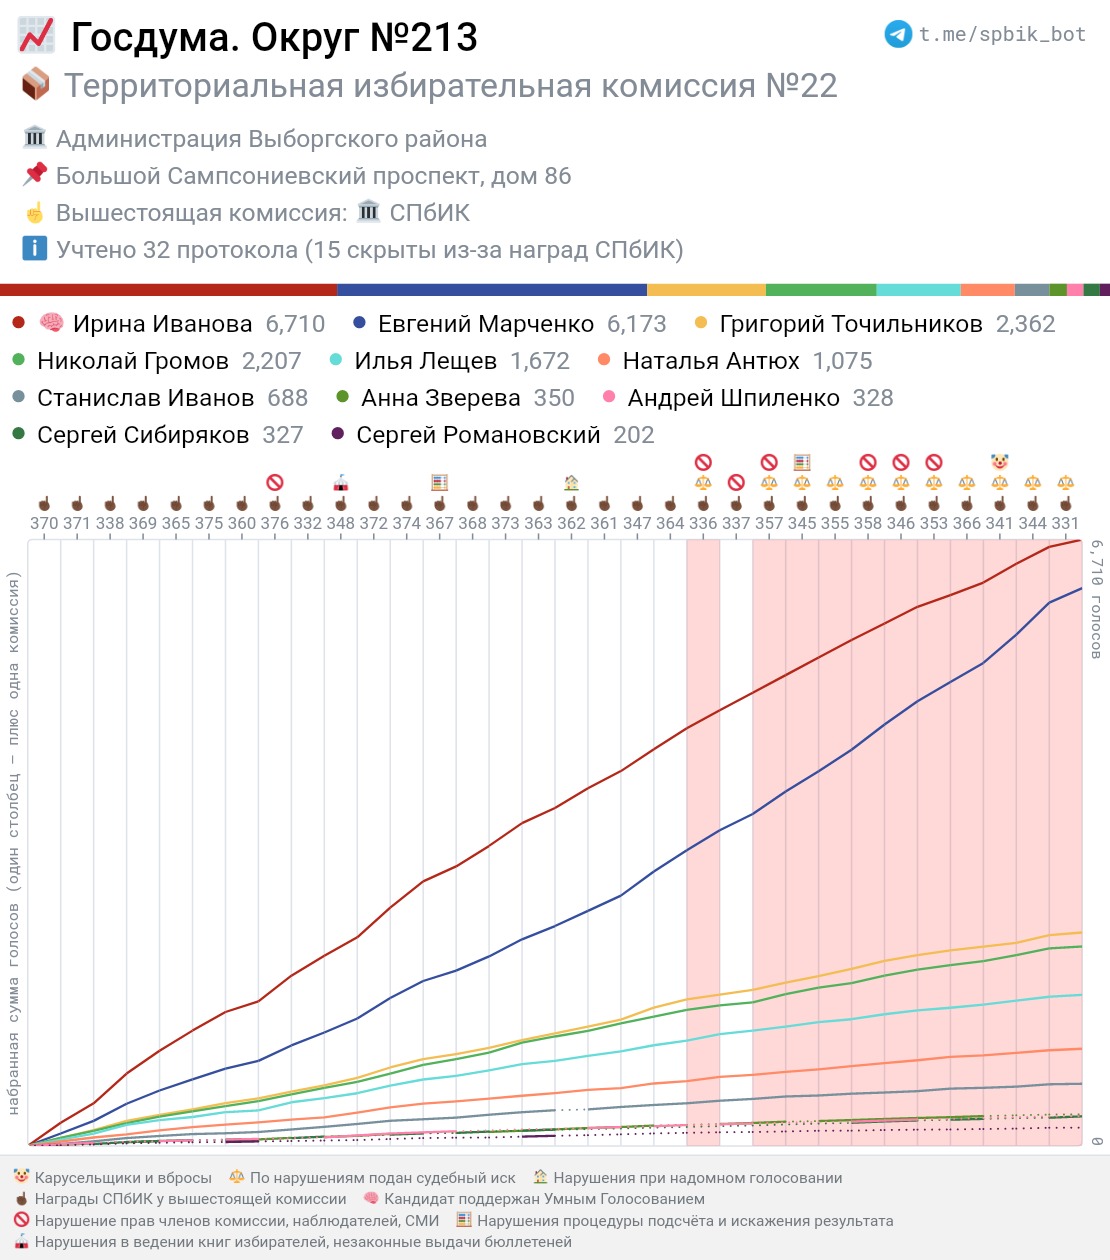 Госдума. Округ №213
t.me/spbik_bot
Территориальная избирательная комиссия №22
Администрация Выборгского района
Большой Сампсониевский проспект, дом 86
Вышестоящая комиссия: СПбИК
Учтено 32 протокола (15 скрыты из-за наград СПбИК)
Ирина Иванова 6,710 Евгений Марченко 6,173 Григорий Точильников 2,362
Николай Громов 2,207 Илья Лещев 1,672 Наталья Антюх 1,075
Станислав Иванов 688 Анна Зверева 350 Андрей Шпиленко 328
Сергей Сибиряков 327 Сергей Романовский 202
370 371 338 369 365 375 360 376 332 348 372 374 367 368 373 363 362 361 347 364 336 337 357 345 355 358 346 353 366 341 344 331
набранная сумма голосов (один столбец — плюс одна комиссия)
6,710 голосов
0
Карусельщики и вбросы По нарушениям подан судебный иск Нарушения при надомном голосовании
Награды СПбИК у вышестоящей комиссии Кандидат поддержан Умным Голосованием
Нарушение прав членов комиссии, наблюдателей, СМИ Нарушения процедуры подсчёта и искажения результата
Нарушения в ведении книг избирателей, незаконные выдачи бюллетеней